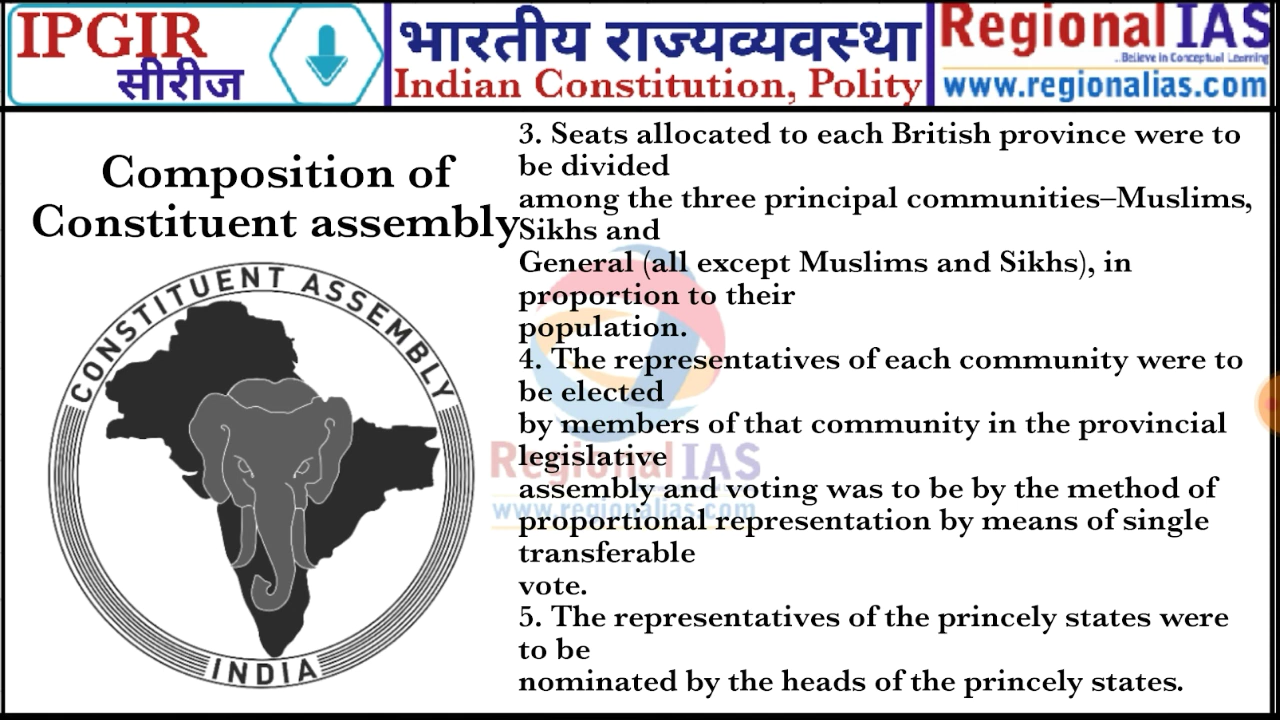 IPGIR
सीरीज
भारतीय राज्यव्यवस्था
Indian Constitution, Polity
Regional IAS
..Believe in Conceptual Learning
www.regionalias.com
Composition of
Constituent assembly
CONSTITUENT ASSEMBLY
INDIA
3. Seats allocated to each British province were to
be divided
among the three principal communities–Muslims,
Sikhs and
General (all except Muslims and Sikhs), in
proportion to their
population.
4. The representatives of each community were to
be elected
by members of that community in the provincial
legislative
assembly and voting was to be by the method of
proportional representation by means of single
transferable
vote.
5. The representatives of the princely states were
to be
nominated by the heads of the princely states.
Regional IAS
www.regionalias.com